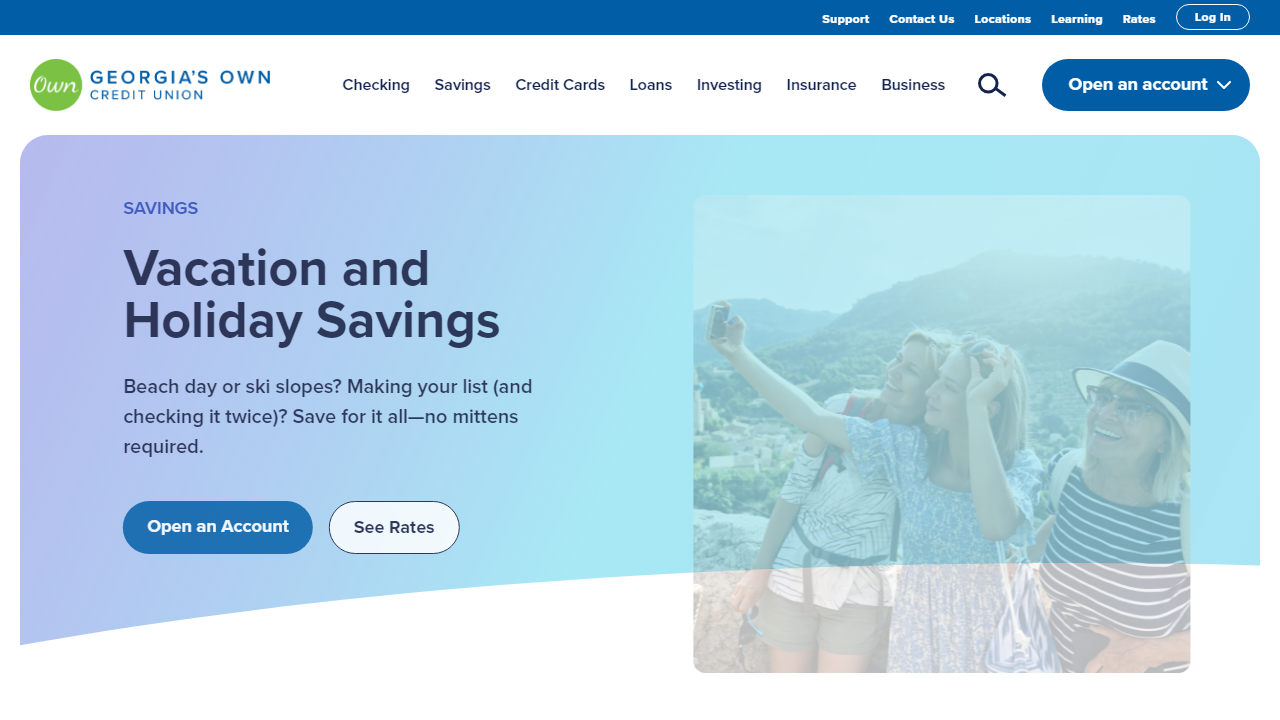 Support Contact Us Locations Learning Rates Log In
Own GEORGIA'S OWN
CREDIT UNION
Checking Savings Credit Cards Loans Investing Insurance Business Open an account
SAVINGS
Vacation and
Holiday Savings
Beach day or ski slopes? Making your list (and
checking it twice)? Save for it all—no mittens
required.
Open an Account See Rates